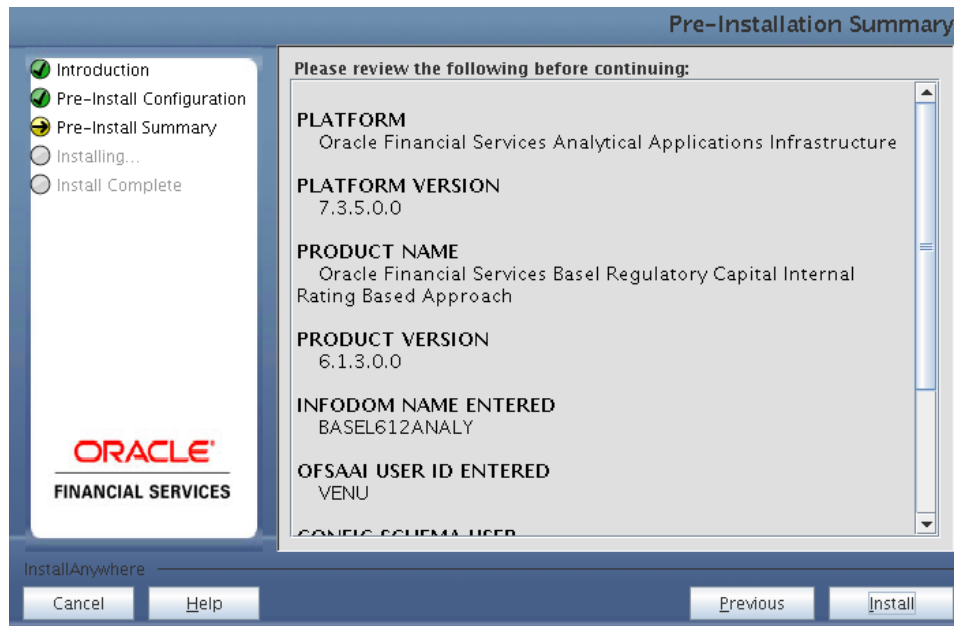 Pre-Installation Summary
Introduction
Pre-Install Configuration
Pre-Install Summary
Installing...
Install Complete
ORACLE
FINANCIAL SERVICES
Please review the following before continuing:
PLATFORM
Oracle Financial Services Analytical Applications Infrastructure
PLATFORM VERSION
7.3.5.0.0
PRODUCT NAME
Oracle Financial Services Basel Regulatory Capital Internal
Rating Based Approach
PRODUCT VERSION
6.1.3.0.0
INFODOM NAME ENTERED
BASEL612ANALY
OFSAAI USER ID ENTERED
VENU
CONFIG SCHEMA USER
InstallAnywhere
Cancel
Help
Previous
Install